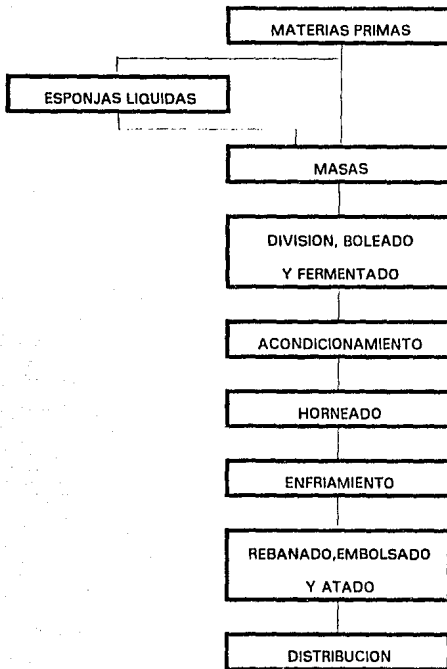 MATERIAS PRIMAS
ESPONJAS LIQUIDAS
MASAS
DIVISION, BOLEADO
Y FERMENTADO
ACONDICIONAMIENTO
HORNEADO
ENFRIAMIENTO
REBANADO,EMBOLSADO
Y ATADO
DISTRIBUCION